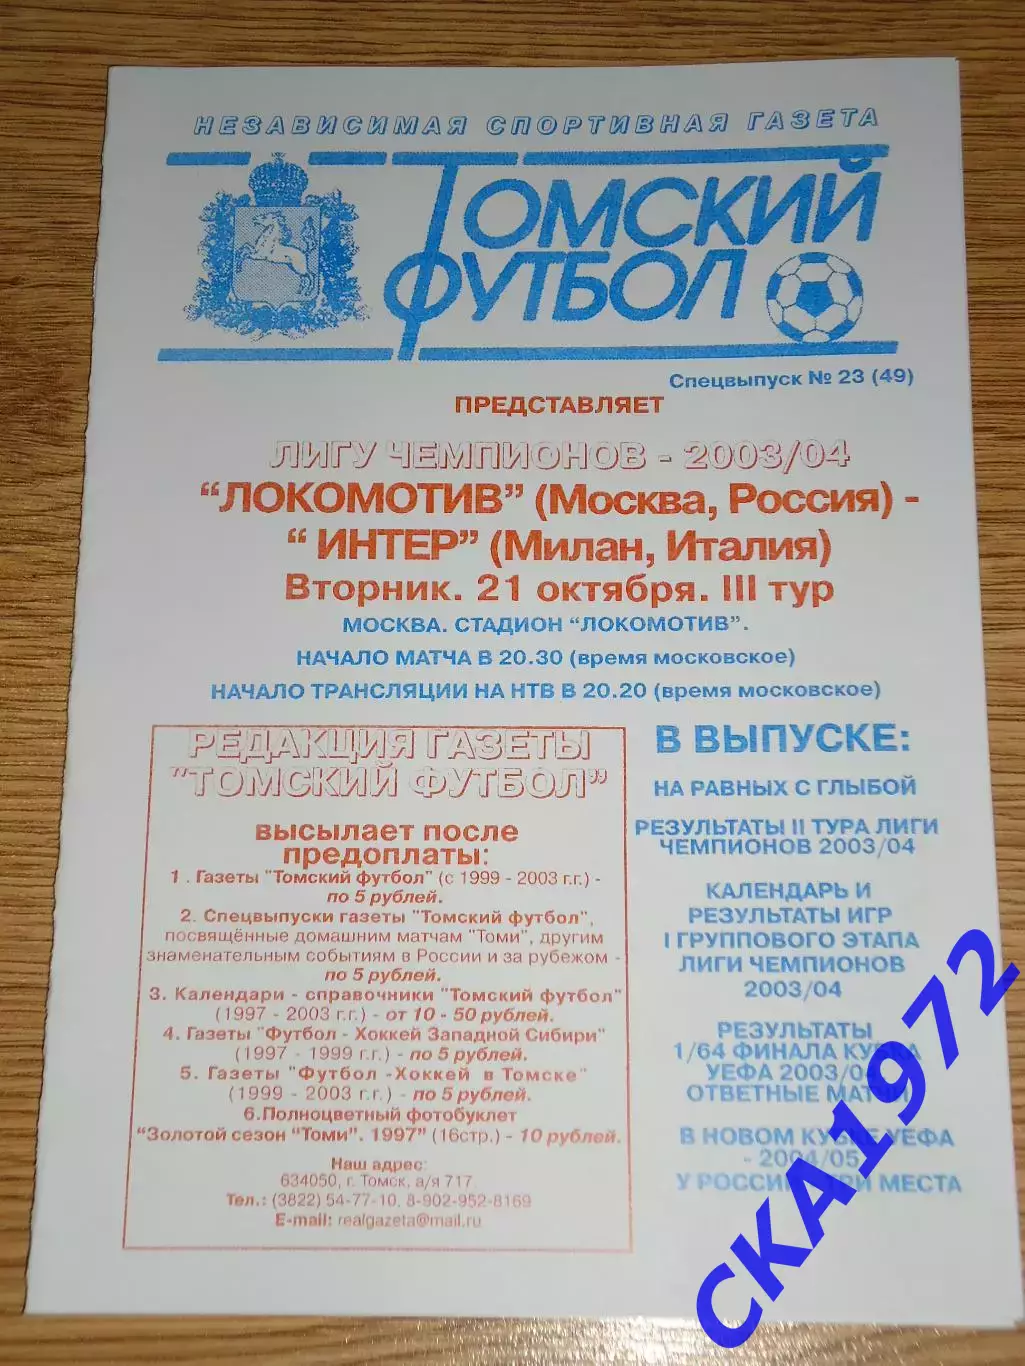 НЕЗАВИСИМАЯ СПОРТИВНАЯ ГАЗЕТА
ТОМСКИЙ
ФУТБОЛ
Спецвыпуск № 23 (49)
ПРЕДСТАВЛЯЕТ
ЛИГУ ЧЕМПИОНОВ - 2003/04
“ЛОКОМОТИВ” (Москва, Россия) -
“ ИНТЕР” (Милан, Италия)
Вторник. 21 октября. III тур
МОСКВА. СТАДИОН “ЛОКОМОТИВ”.
НАЧАЛО МАТЧА В 20.30 (время московское)
НАЧАЛО ТРАНСЛЯЦИИ НА НТВ В 20.20 (время московское)
РЕДАКЦИЯ ГАЗЕТЫ
"ТОМСКИЙ ФУТБОЛ”
высылает после
предоплаты:
1 . Газеты "Томский футбол" (с 1999 - 2003 г.г.) -
по 5 рублей.
2. Спецвыпуски газеты "Томский футбол",
посвящённые домашним матчам "Томи", другим
знаменательным событиям в России и за рубежом -
по 5 рублей.
3. Календари - справочники "Томский футбол"
(1997 - 2003 г.г.) - от 10 - 50 рублей.
4. Газеты "Футбол - Хоккей Западной Сибири"
(1997 - 1999 г.г.) - по 5 рублей.
5. Газеты "Футбол -Хоккей в Томске"
(1999 - 2003 г.г.) - по 5 рублей.
6.Полноцветный фотобуклет
“Золотой сезон "Томи". 1997” (16стр.) - 10 рублей.
Наш адрес:
634050, г. Томск, а/я 717
Тел.: (3822) 54-77-10, 8-902-952-8169
E-mail: realgazeta@mail.ru
В ВЫПУСКЕ:
НА РАВНЫХ С ГЛЫБОЙ
РЕЗУЛЬТАТЫ II ТУРА ЛИГИ
ЧЕМПИОНОВ 2003/04
КАЛЕНДАРЬ И
РЕЗУЛЬТАТЫ ИГР
I ГРУППОВОГО ЭТАПА
ЛИГИ ЧЕМПИОНОВ
2003/04
РЕЗУЛЬТАТЫ
1/64 ФИНАЛА КУБКА
УЕФА 2003/04
ОТВЕТНЫЕ МАТЧИ
В НОВОМ КУБКЕ УЕФА
- 2004/05
У РОССИИ ТРИ МЕСТА
СКА1972